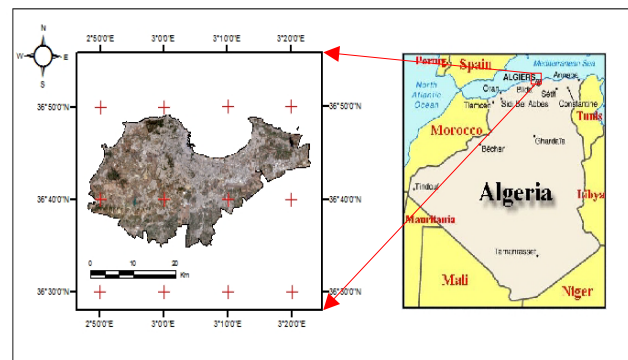 N
W E
S
2°50'0"E 3°0'0"E 3°10'0"E 3°20'0"E
36°50'0"N 36°50'0"N
36°40'0"N 36°40'0"N
36°30'0"N 36°30'0"N
0 10 20
Km
2°50'0"E 3°0'0"E 3°10'0"E 3°20'0"E
Spain
Mediterranean Sea
ALGIERS
Annaba
North
Atlantic
Ocean
Oran
Blida
Sétif
Tlemcen
Sidi Bel Abbes
Constantine
Tunis
Morocco
Ghardaïa
Béchar
Tindouf
Algeria
Libya
Mauritania
Tamanrasset
Mali
Niger